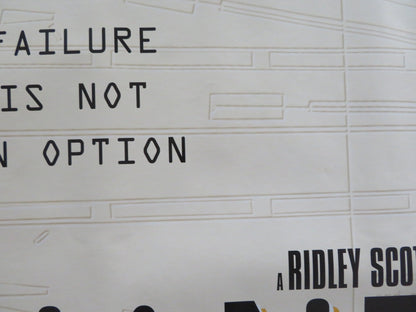 FAILURE
IS NOT
N OPTION
A RIDLEY SCOT